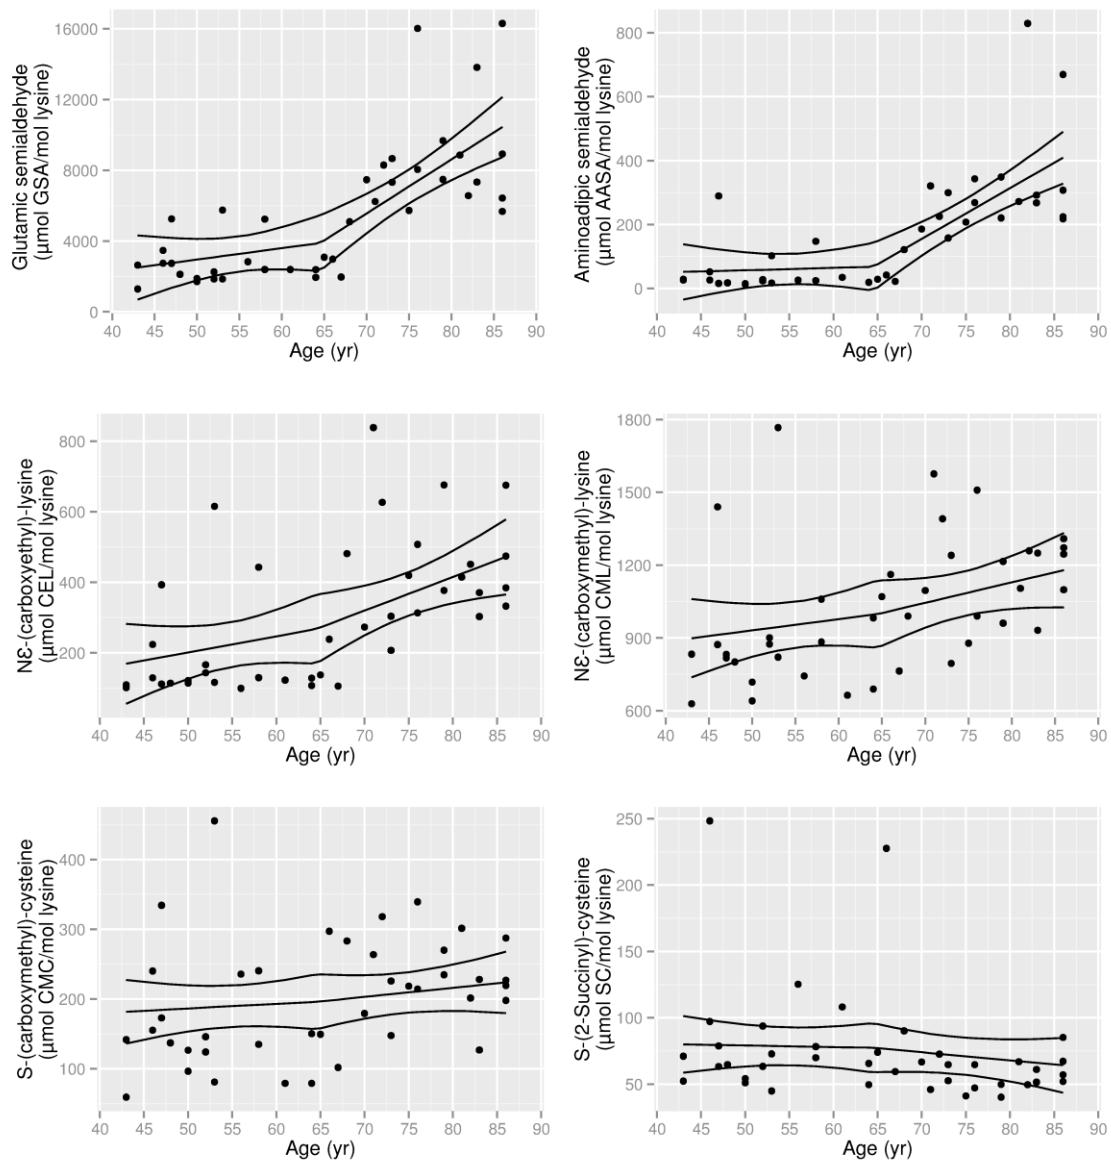 Glutamic semialdehyde
(µmol GSA/mol lysine)
16000
12000
8000
4000
0
40 45 50 55 60 65 70 75 80 85 90
Age (yr)
Aminoadipic semialdehyde
(µmol AASA/mol lysine)
800
600
400
200
0
40 45 50 55 60 65 70 75 80 85 90
Age (yr)
Nε-(carboxyethyl)-lysine
(µmol CEL/mol lysine)
800
600
400
200
40 45 50 55 60 65 70 75 80 85 90
Age (yr)
Nε-(carboxymethyl)-lysine
(µmol CML/mol lysine)
1800
1500
1200
900
600
40 45 50 55 60 65 70 75 80 85 90
Age (yr)
S-(carboxymethyl)-cysteine
(µmol CMC/mol lysine)
400
300
200
100
40 45 50 55 60 65 70 75 80 85 90
Age (yr)
S-(2-Succinyl)-cysteine
(µmol SC/mol lysine)
250
200
150
100
50
40 45 50 55 60 65 70 75 80 85 90
Age (yr)